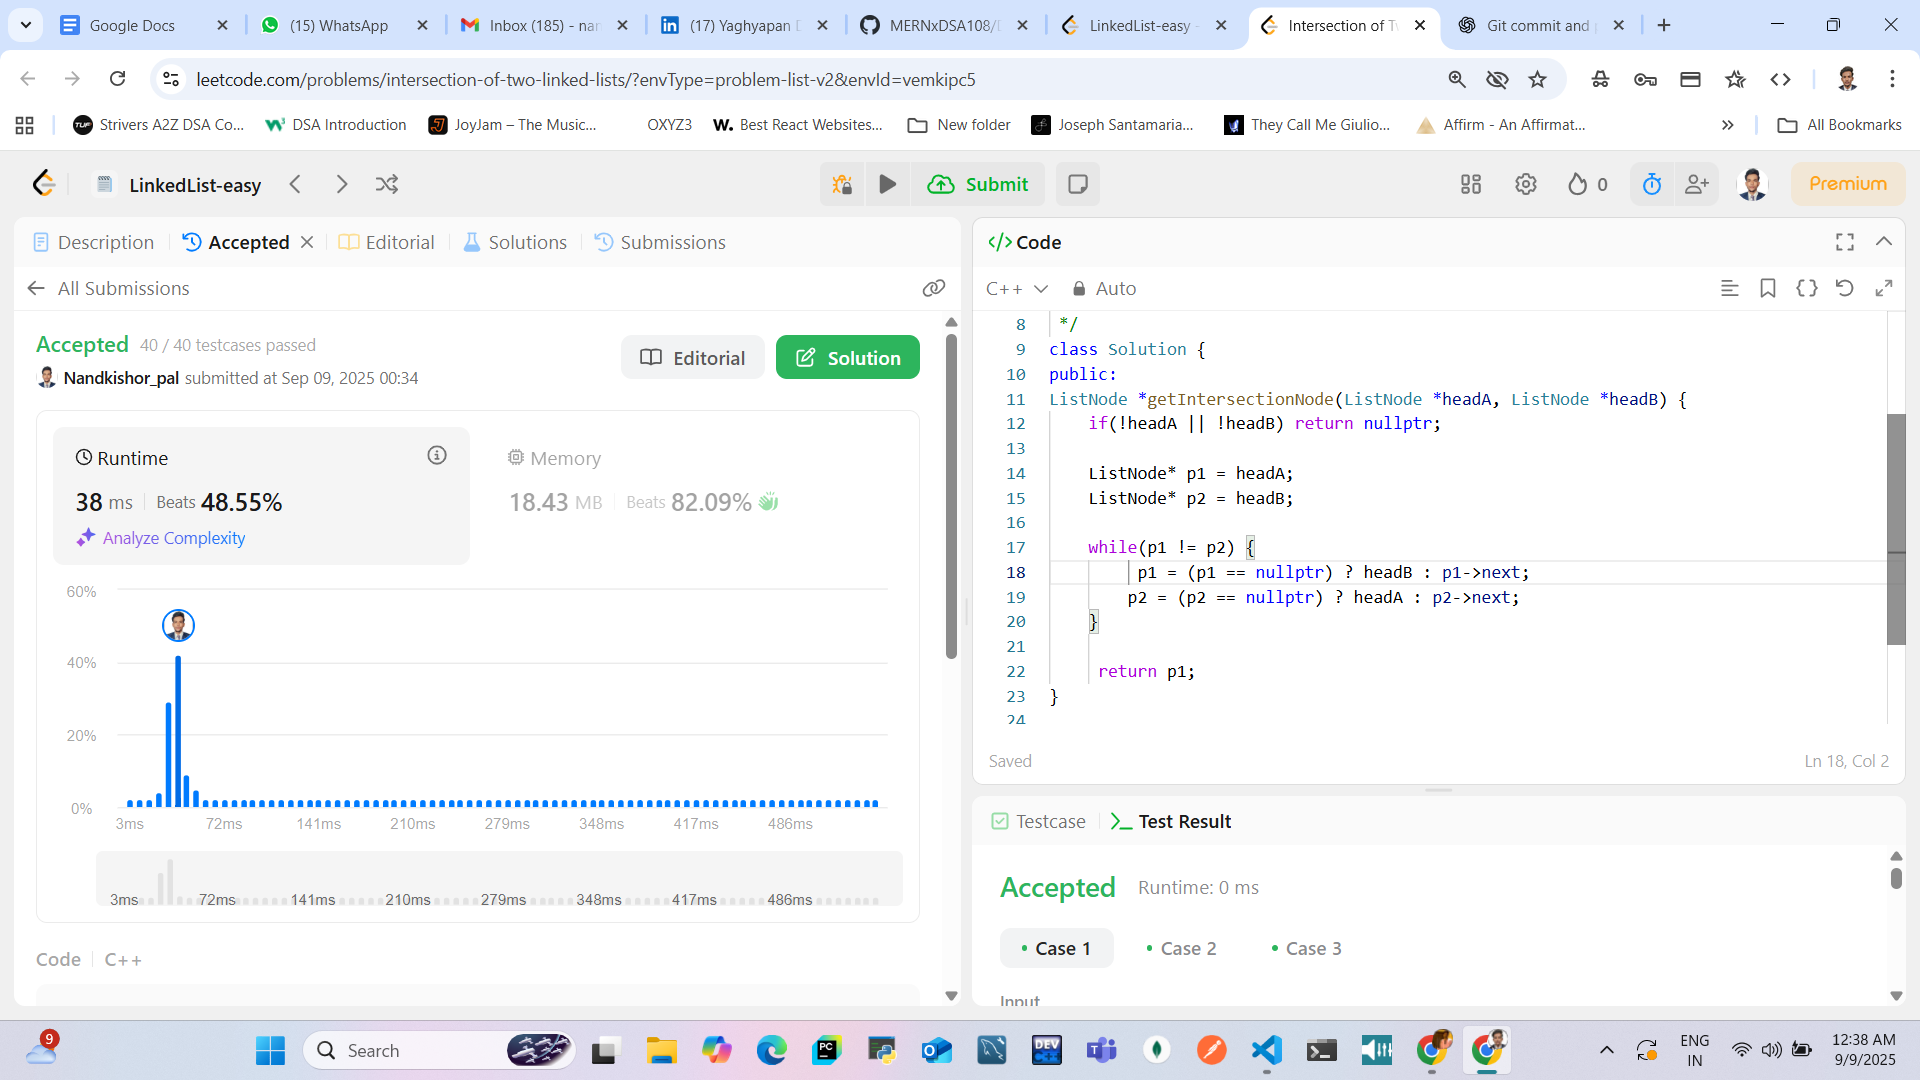 Google Docs
(15) WhatsApp
Inbox (185) - nan
(17) Yaghyapan D
MERNxDSA108/D
LinkedList-easy -
Intersection of Tw
Git commit and p
leetcode.com/problems/intersection-of-two-linked-lists/?envType=problem-list-v2&envId=vemkipc5
TUF Strivers A2Z DSA Co...
DSA Introduction
JoyJam – The Music...
OXYZ3
W. Best React Websites...
New folder
Joseph Santamaria...
They Call Me Giulio...
Affirm - An Affirmat...
All Bookmarks
LinkedList-easy
Submit
0
Premium
Description
Accepted
Editorial
Solutions
Submissions
All Submissions
Accepted 40 / 40 testcases passed
Nandkishor_pal submitted at Sep 09, 2025 00:34
Editorial
Solution
Runtime
38 ms Beats 48.55%
Analyze Complexity
Memory
18.43 MB Beats 82.09%
60%
40%
20%
0%
3ms 72ms 141ms 210ms 279ms 348ms 417ms 486ms
3ms 72ms 141ms 210ms 279ms 348ms 417ms 486ms
Code C++
</> Code
C++ Auto
8 */
9 class Solution {
10 public:
11 ListNode *getIntersectionNode(ListNode *headA, ListNode *headB) {
12 if(!headA || !headB) return nullptr;
13
14 ListNode* p1 = headA;
15 ListNode* p2 = headB;
16
17 while(p1 != p2) {
18 p1 = (p1 == nullptr) ? headB : p1->next;
19 p2 = (p2 == nullptr) ? headA : p2->next;
20 }
21
22 return p1;
23 }
24
Saved
Ln 18, Col 2
Testcase
Test Result
Accepted Runtime: 0 ms
Case 1
Case 2
Case 3
Input
9
Search
PC
DEV C++
ENG
IN
12:38 AM
9/9/2025